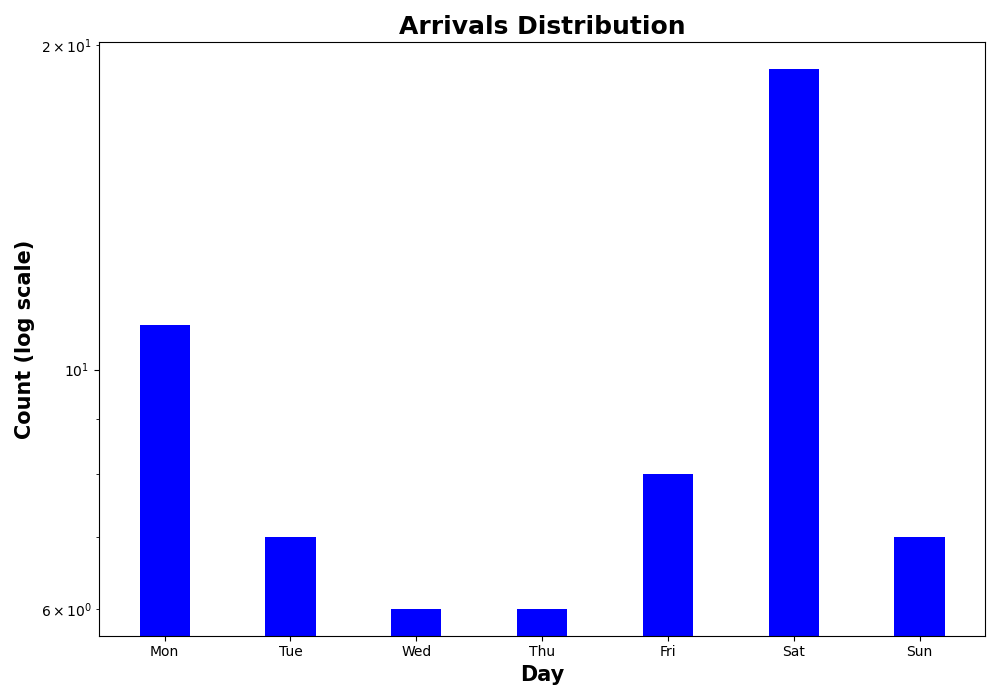 Arrivals Distribution
Count (log scale)
2 × 10¹
10¹
6 × 10⁰
Mon Tue Wed Thu Fri Sat Sun
Day